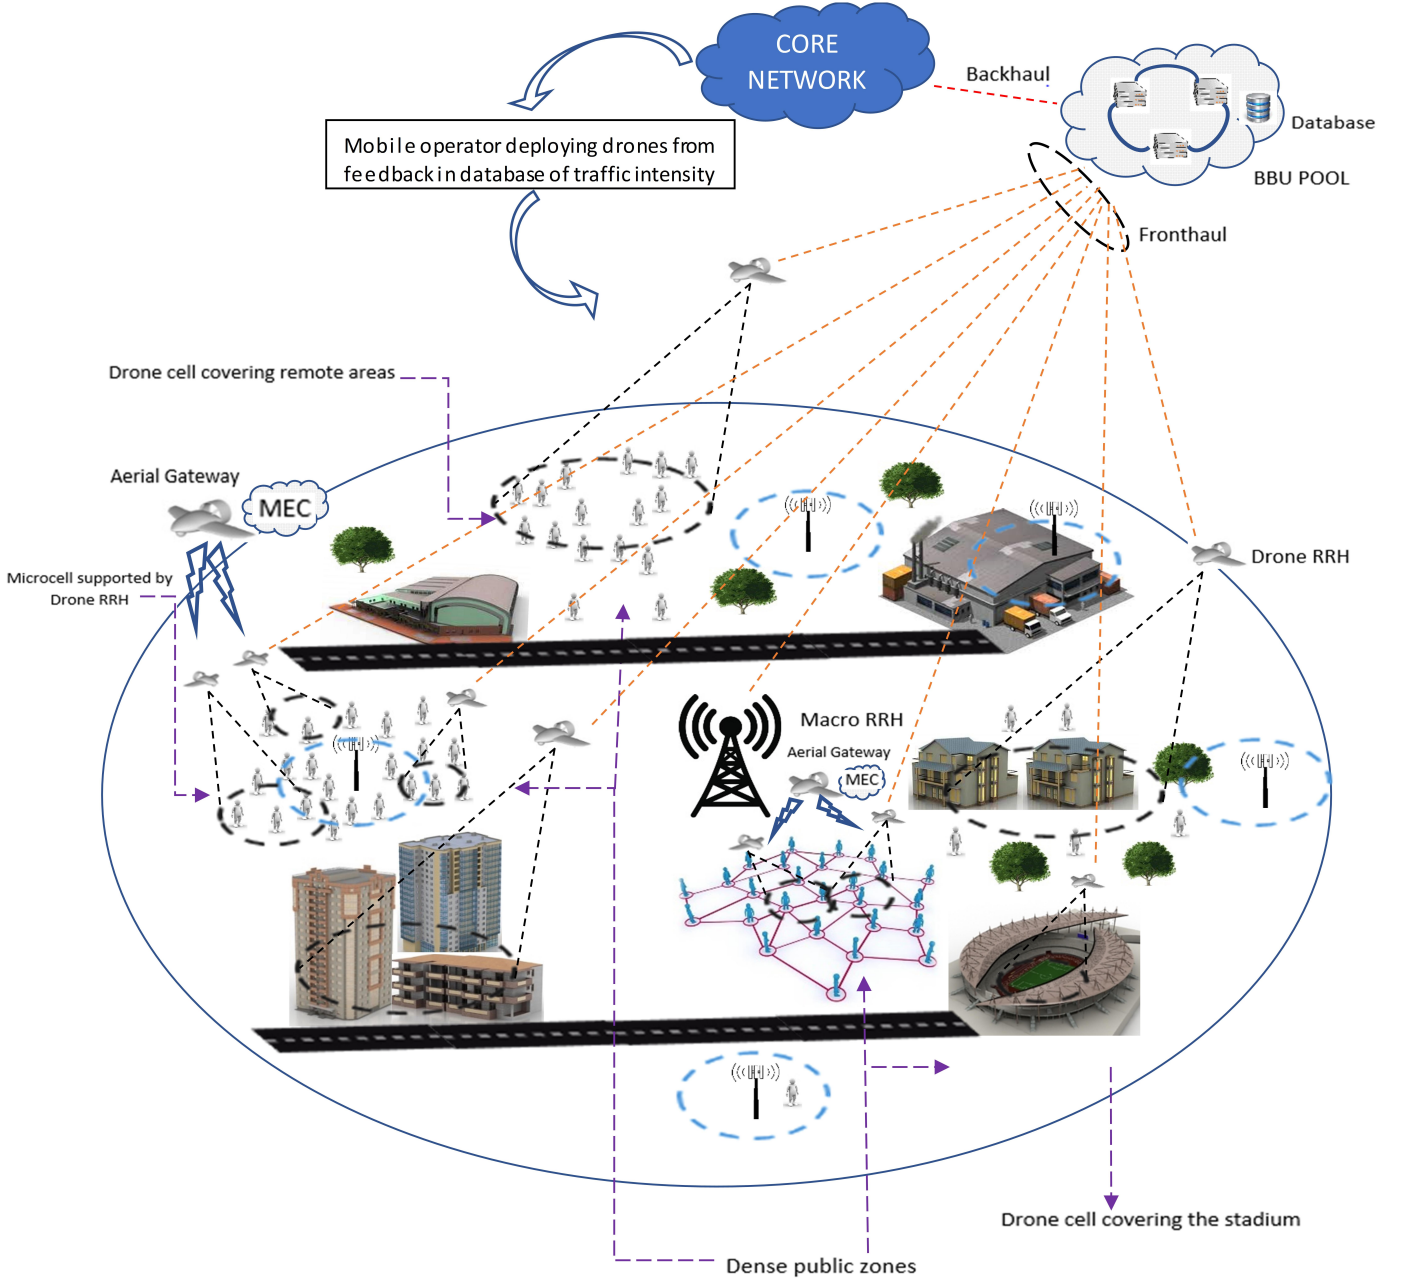 CORE
NETWORK
Backhaul
Database
BBU POOL
Mobile operator deploying drones from
feedback in database of traffic intensity
Fronthaul
Drone cell covering remote areas
Aerial Gateway
MEC
Microcell supported by
Drone RRH
Drone RRH
Macro RRH
Aerial Gateway
MEC
Drone cell covering the stadium
Dense public zones